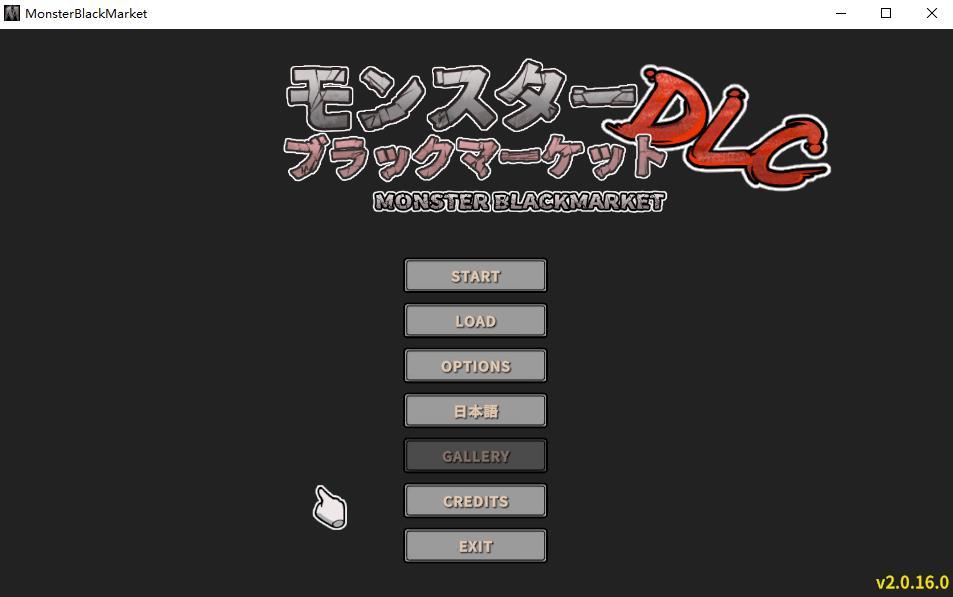 MonsterBlackMarket
モンスター
ブラックマーケット
DLC
MONSTER BLACKMARKET
START
LOAD
OPTIONS
日本語
GALLERY
CREDITS
EXIT
v2.0.16.0